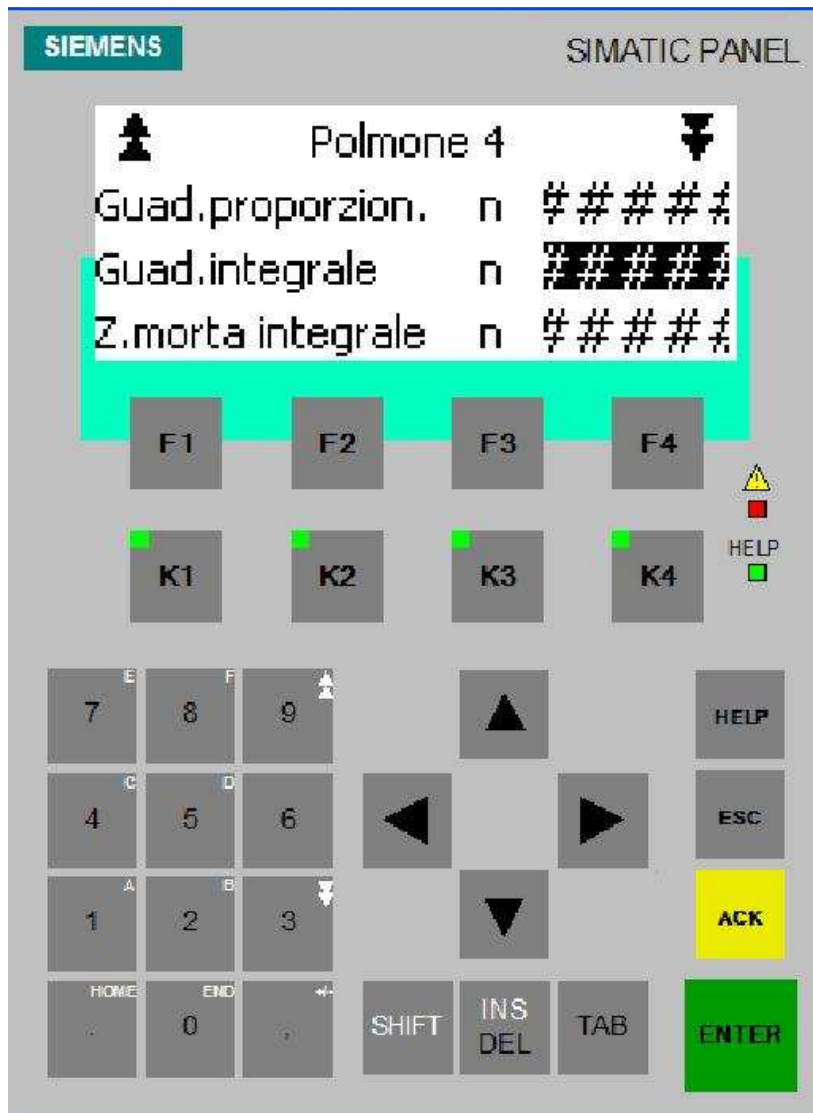 SIEMENS SIMATIC PANEL
Polmone 4
Guad.proporzion. n #####
Guad.integrale n #####
Z.morta integrale n #####
F1 F2 F3 F4
HELP
K1 K2 K3 K4
E F
7 8 9 HELP
C D
4 5 6 ESC
A B
1 2 3 ACK
HOME END +/-
. 0 , SHIFT INS DEL TAB ENTER